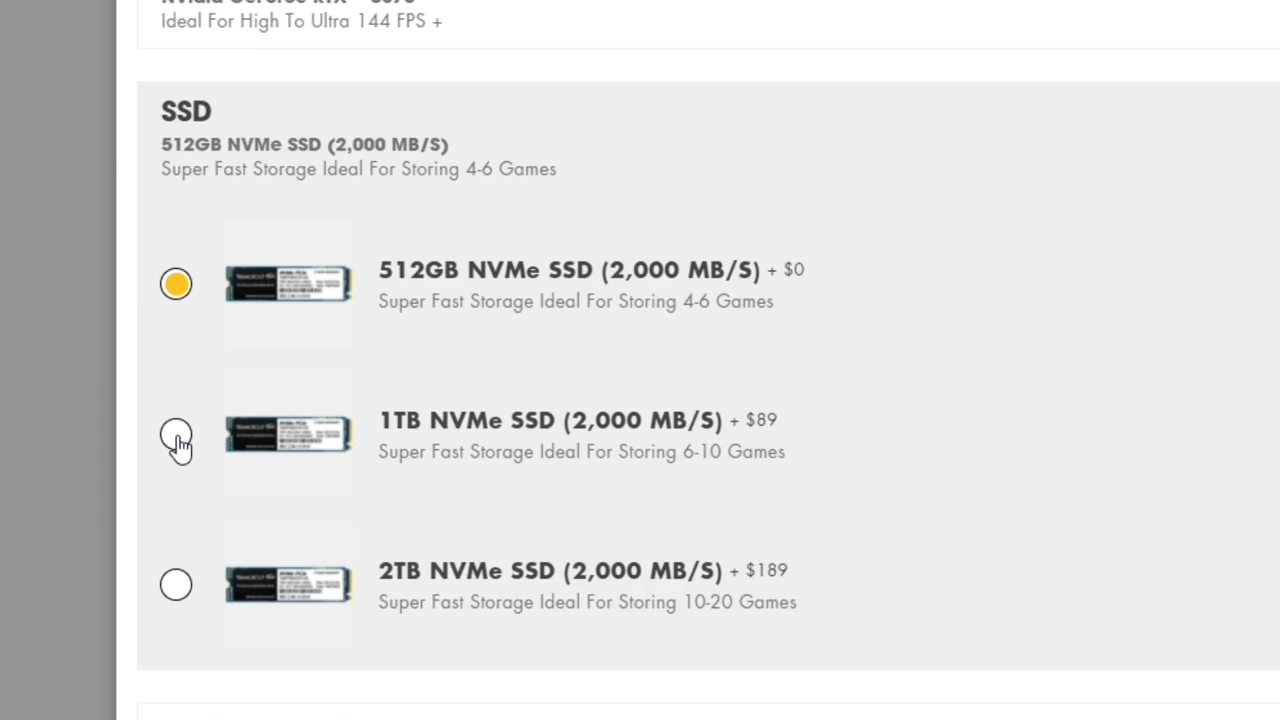 Ideal For High To Ultra 144 FPS +
SSD
512GB NVMe SSD (2,000 MB/S)
Super Fast Storage Ideal For Storing 4-6 Games
512GB NVMe SSD (2,000 MB/S) + $0
Super Fast Storage Ideal For Storing 4-6 Games
1TB NVMe SSD (2,000 MB/S) + $89
Super Fast Storage Ideal For Storing 6-10 Games
2TB NVMe SSD (2,000 MB/S) + $189
Super Fast Storage Ideal For Storing 10-20 Games